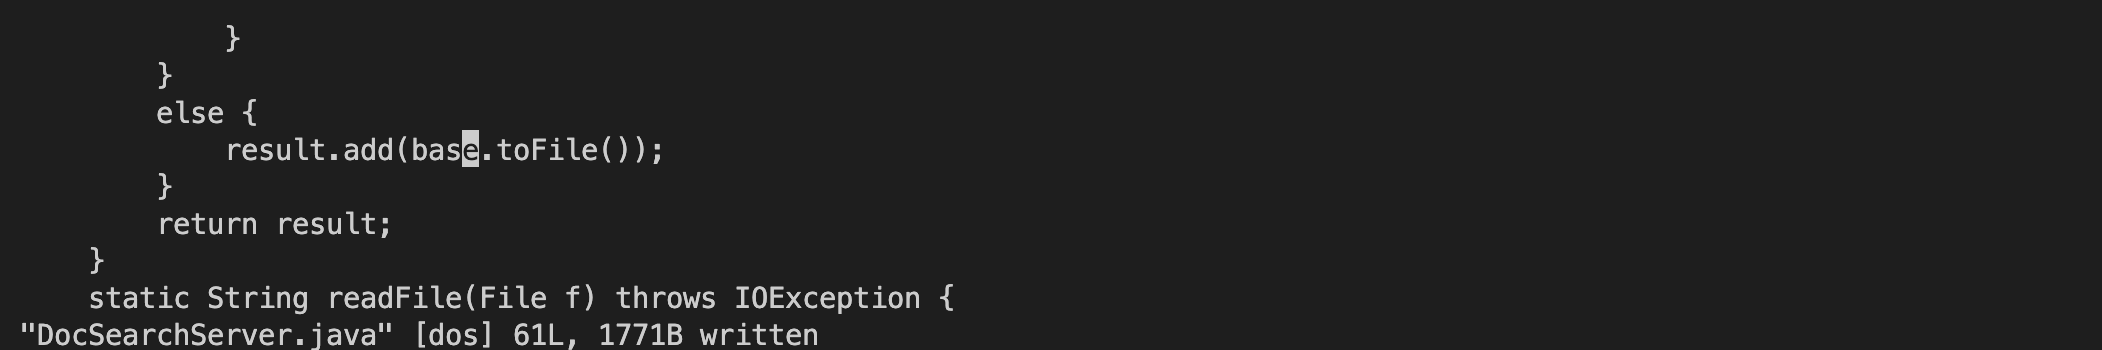 }
}
else {
result.add(base.toFile());
}
return result;
}
static String readFile(File f) throws IOException {
"DocSearchServer.java" [dos] 61L, 1771B written